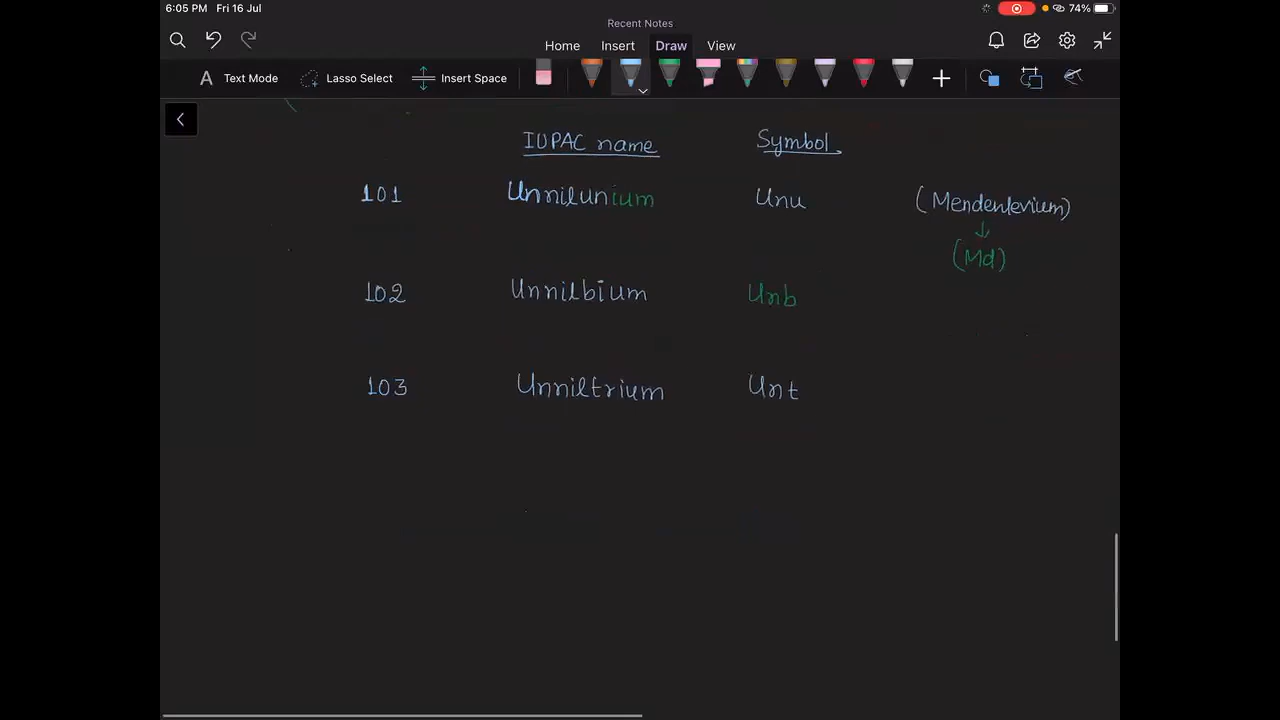 6:05 PM Fri 16 Jul
74%
Recent Notes
Home Insert Draw View
Text Mode Lasso Select Insert Space
IUPAC name Symbol
101 Unnilunium Unu (Mendenlevium)
(Md)
102 Unnilbium Unb
103 Unniltrium Unt